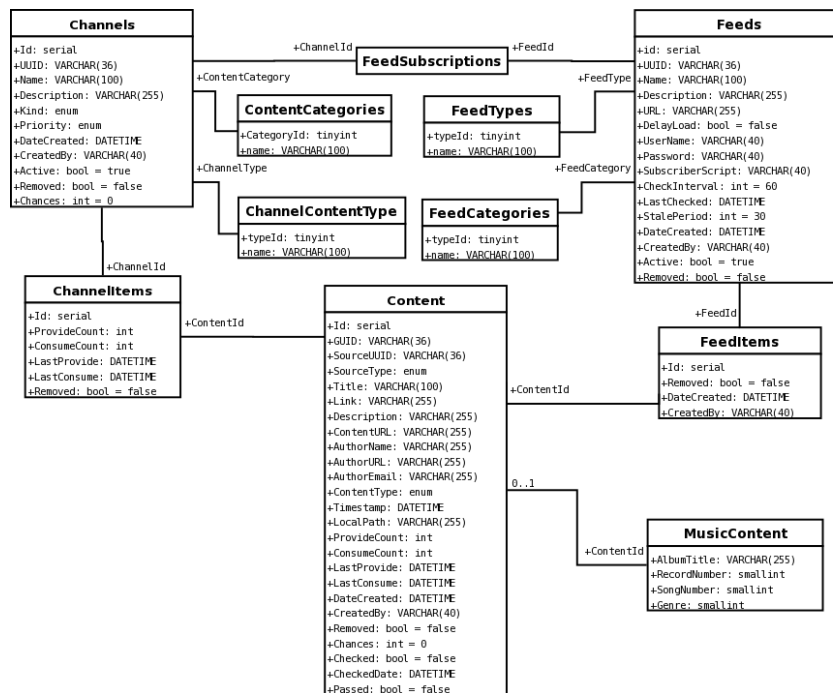 Channels
+Id: serial
+UUID: VARCHAR(36)
+Name: VARCHAR(100)
+Description: VARCHAR(255)
+Kind: enum
+Priority: enum
+DateCreated: DATETIME
+CreatedBy: VARCHAR(40)
+Active: bool = true
+Removed: bool = false
+Chances: int = 0
+ChannelId
FeedSubscriptions
+FeedId
+ContentCategory
ContentCategories
+CategoryId: tinyint
+name: VARCHAR(100)
+ChannelType
ChannelContentType
+typeId: tinyint
+name: VARCHAR(100)
+FeedType
FeedTypes
+typeId: tinyint
+name: VARCHAR(100)
+FeedCategory
FeedCategories
+typeId: tinyint
+name: VARCHAR(100)
Feeds
+id: serial
+UUID: VARCHAR(36)
+Name: VARCHAR(100)
+Description: VARCHAR(255)
+URL: VARCHAR(255)
+DelayLoad: bool = false
+UserName: VARCHAR(40)
+Password: VARCHAR(40)
+SubscriberScript: VARCHAR(40)
+CheckInterval: int = 60
+LastChecked: DATETIME
+StalePeriod: int = 30
+DateCreated: DATETIME
+CreatedBy: VARCHAR(40)
+Active: bool = true
+Removed: bool = false
+ChannelId
ChannelItems
+Id: serial
+ProvideCount: int
+ConsumeCount: int
+LastProvide: DATETIME
+LastConsume: DATETIME
+Removed: bool = false
+ContentId
Content
+Id: serial
+GUID: VARCHAR(36)
+SourceUUID: VARCHAR(36)
+SourceType: enum
+Title: VARCHAR(100)
+Link: VARCHAR(255)
+Description: VARCHAR(255)
+ContentURL: VARCHAR(255)
+AuthorName: VARCHAR(255)
+AuthorURL: VARCHAR(255)
+AuthorEmail: VARCHAR(255)
+ContentType: enum
+Timestamp: DATETIME
+LocalPath: VARCHAR(255)
+ProvideCount: int
+ConsumeCount: int
+LastProvide: DATETIME
+LastConsume: DATETIME
+DateCreated: DATETIME
+CreatedBy: VARCHAR(40)
+Removed: bool = false
+Chances: int = 0
+Checked: bool = false
+CheckedDate: DATETIME
+Passed: bool = false
+FeedId
FeedItems
+Id: serial
+Removed: bool = false
+DateCreated: DATETIME
+CreatedBy: VARCHAR(40)
+ContentId
0..1
+ContentId
MusicContent
+AlbumTitle: VARCHAR(255)
+RecordNumber: smallint
+SongNumber: smallint
+Genre: smallint